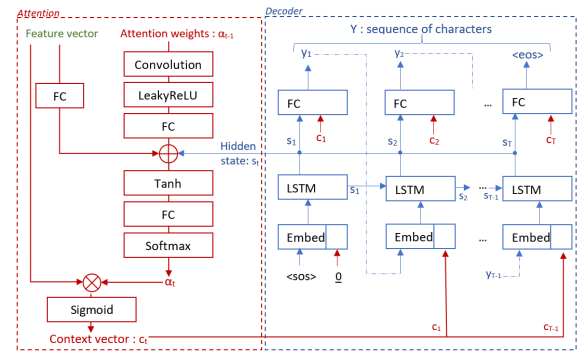 Attention
Decoder
Feature vector
Attention weights : αt-1
Y : sequence of characters
Convolution
y1
y2
<eos>
FC
LeakyReLU
FC
FC
...
FC
FC
c1
c2
cT
Hidden
state: st
s1
s2
sT
Tanh
LSTM
s1
LSTM
s2
...
sT-1
LSTM
FC
Softmax
Embed
Embed
...
Embed
αt
<sos>
0
yT-1
Sigmoid
Context vector : ct
c1
cT-1